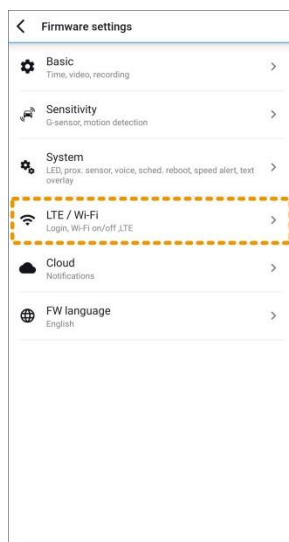 Firmware settings
Basic
Time, video, recording
Sensitivity
G-sensor, motion detection
System
LED, prox. sensor, voice, sched. reboot, speed alert, text
overlay
LTE / Wi-Fi
Login, Wi-Fi on/off ,LTE
Cloud
Notifications
FW language
English